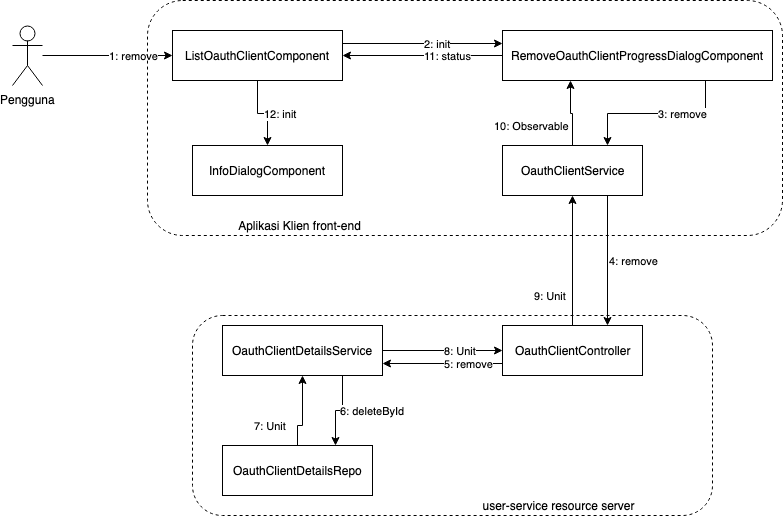 Pengguna
1: remove
ListOauthClientComponent
2: init
11: status
RemoveOauthClientProgressDialogComponent
12: init
InfoDialogComponent
10: Observable
3: remove
OauthClientService
Aplikasi Klien front-end
9: Unit
4: remove
OauthClientDetailsService
8: Unit
5: remove
OauthClientController
7: Unit
6: deleteById
OauthClientDetailsRepo
user-service resource server